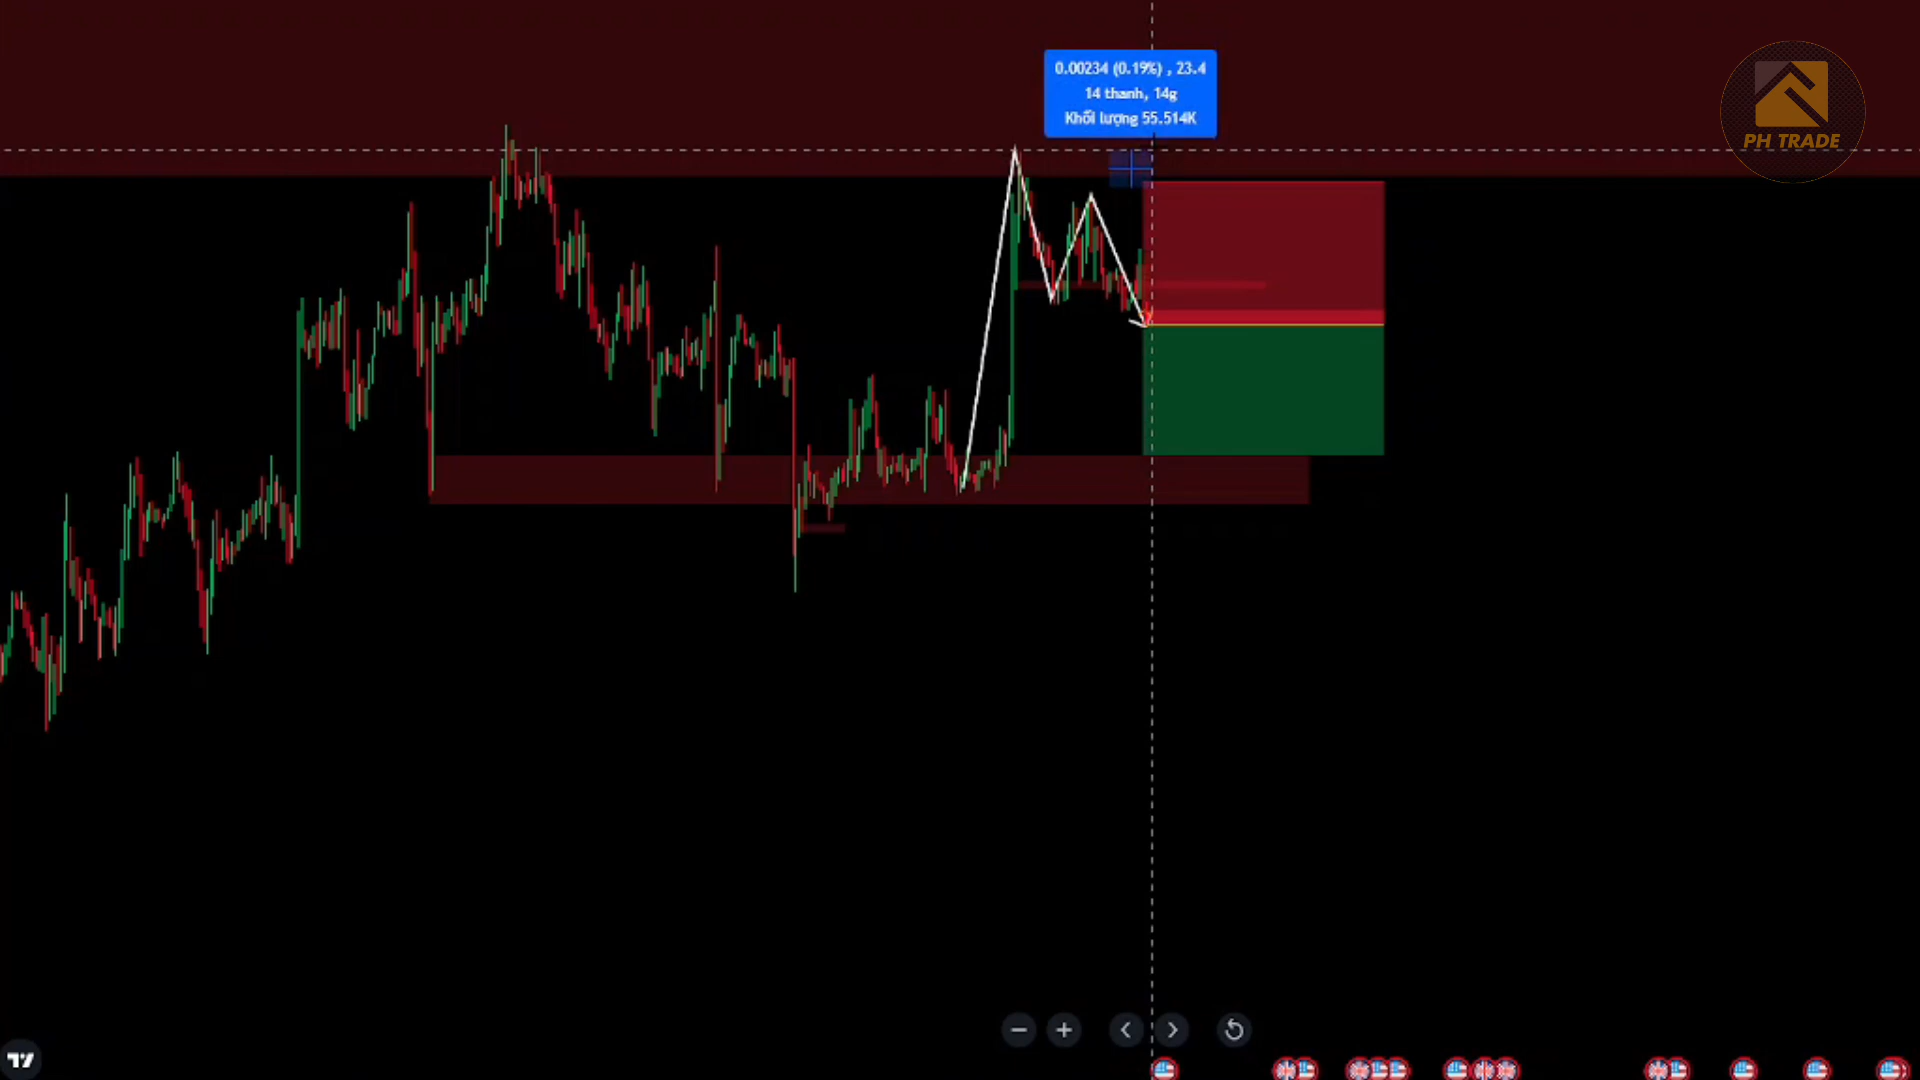 0.00234 (0.19%) , 23.4
14 thanh, 14g
Khối lượng 55.514K
PH TRADE